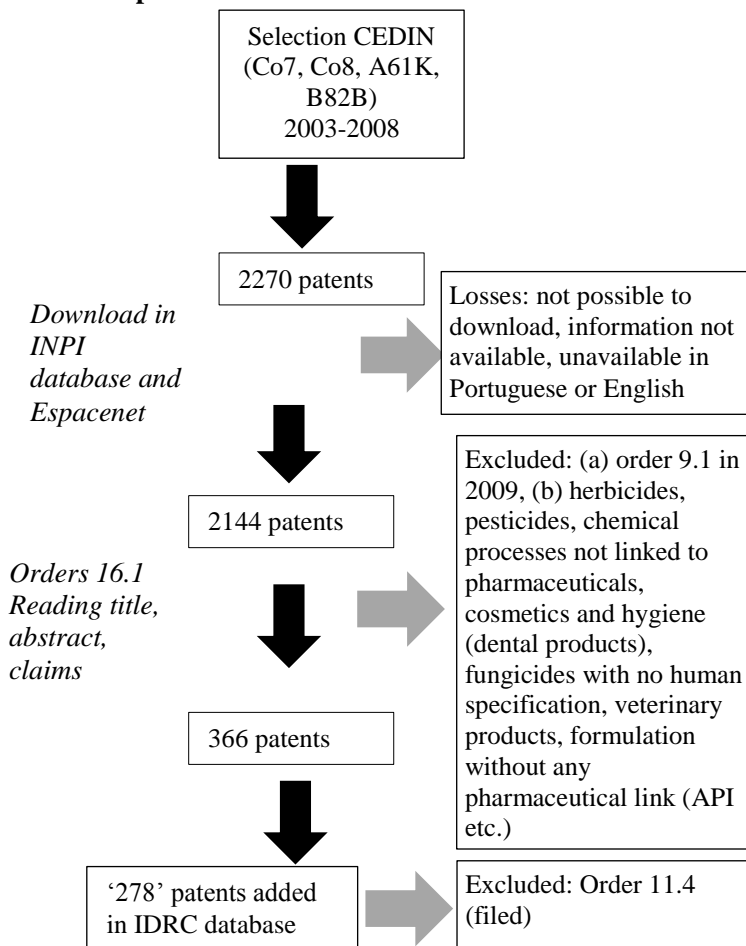 Selection CEDIN
(Co7, Co8, A61K,
B82B)
2003-2008
2270 patents
Download in
INPI
database and
Espacenet
Losses: not possible to
download, information not
available, unavailable in
Portuguese or English
2144 patents
Orders 16.1
Reading title,
abstract,
claims
Excluded: (a) order 9.1 in
2009, (b) herbicides,
pesticides, chemical
processes not linked to
pharmaceuticals,
cosmetics and hygiene
(dental products),
fungicides with no human
specification, veterinary
products, formulation
without any
pharmaceutical link (API
etc.)
366 patents
‘278’ patents added
in IDRC database
Excluded: Order 11.4
(filed)